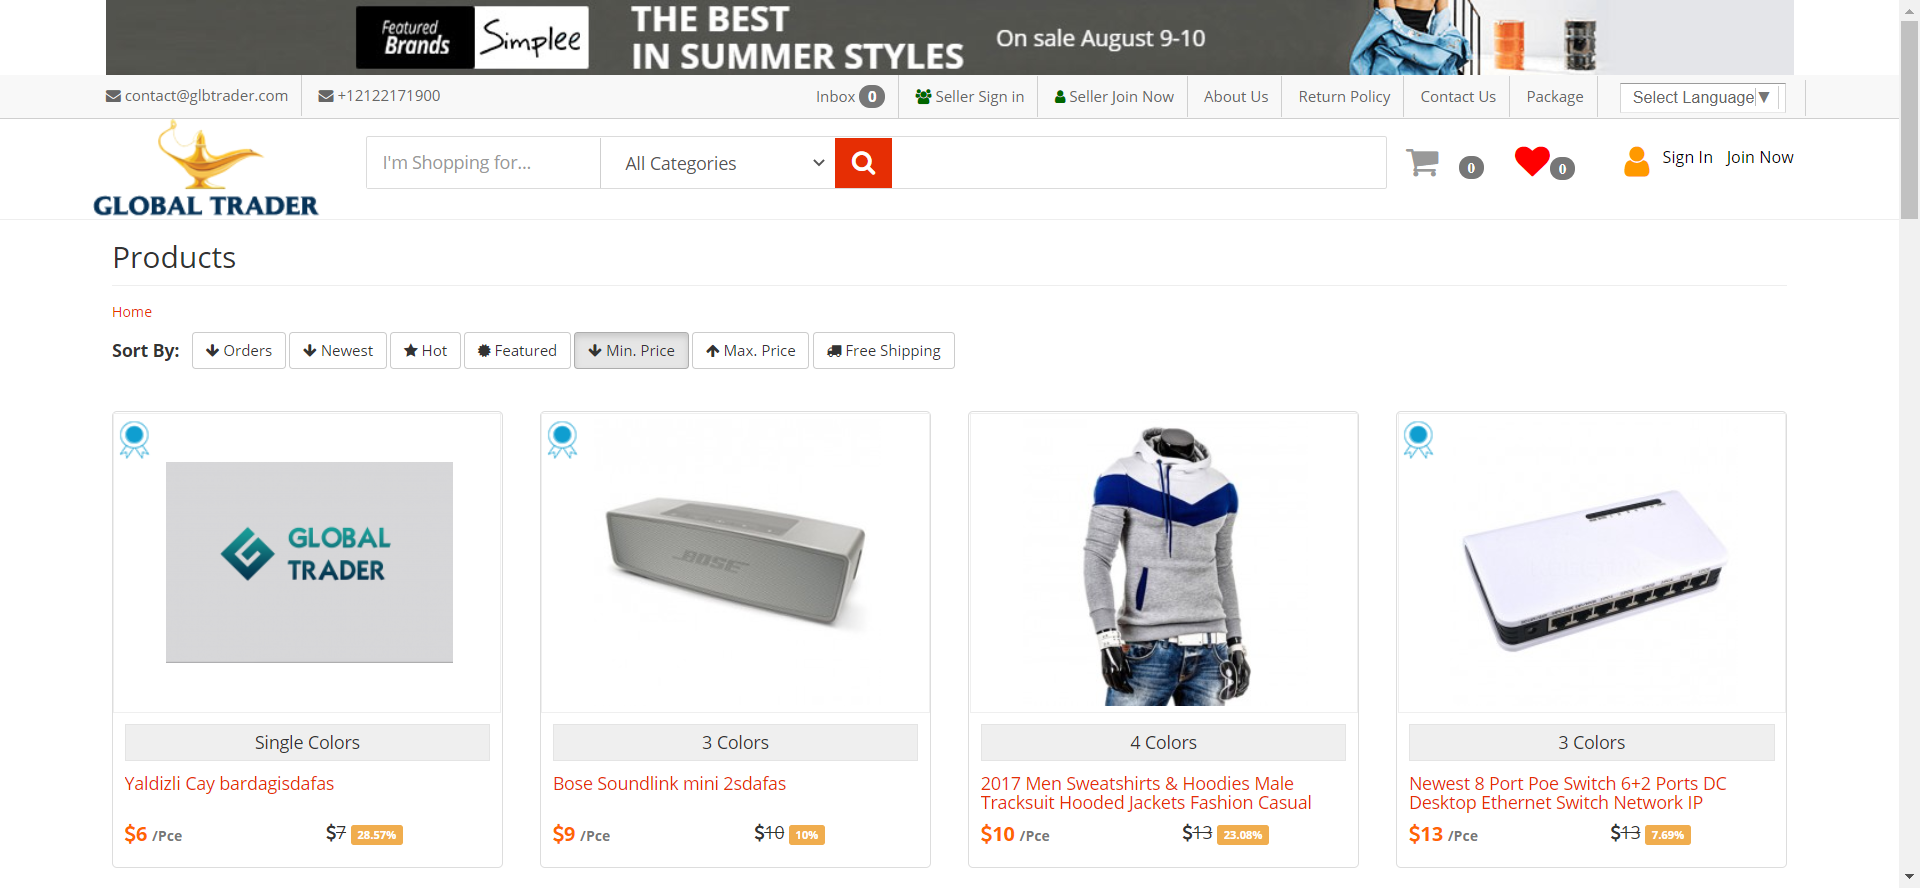 Featured Brands
Simplee
THE BEST
IN SUMMER STYLES
On sale August 9-10
contact@glbtrader.com
+12122171900
Inbox 0
Seller Sign in
Seller Join Now
About Us
Return Policy
Contact Us
Package
Select Language ▼
GLOBAL TRADER
I'm Shopping for...
All Categories
0
0
Sign In
Join Now
Products
Home
Sort By:
Orders
Newest
Hot
Featured
Min. Price
Max. Price
Free Shipping
GLOBAL
TRADER
BOSE
Single Colors
3 Colors
4 Colors
3 Colors
Yaldizli Cay bardagisdafas
Bose Soundlink mini 2sdafas
2017 Men Sweatshirts & Hoodies Male
Tracksuit Hooded Jackets Fashion Casual
Newest 8 Port Poe Switch 6+2 Ports DC
Desktop Ethernet Switch Network IP
$6 /Pce $7 28.57%
$9 /Pce $10 10%
$10 /Pce $13 23.08%
$13 /Pce $13 7.69%